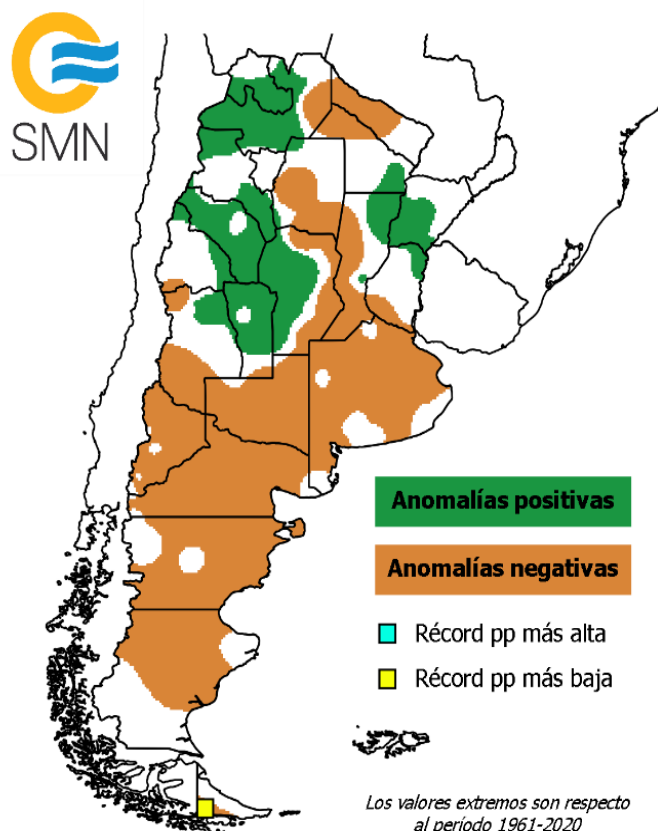 SMN
Anomalías positivas
Anomalías negativas
Récord pp más alta
Récord pp más baja
Los valores extremos son respecto
al período 1961-2020